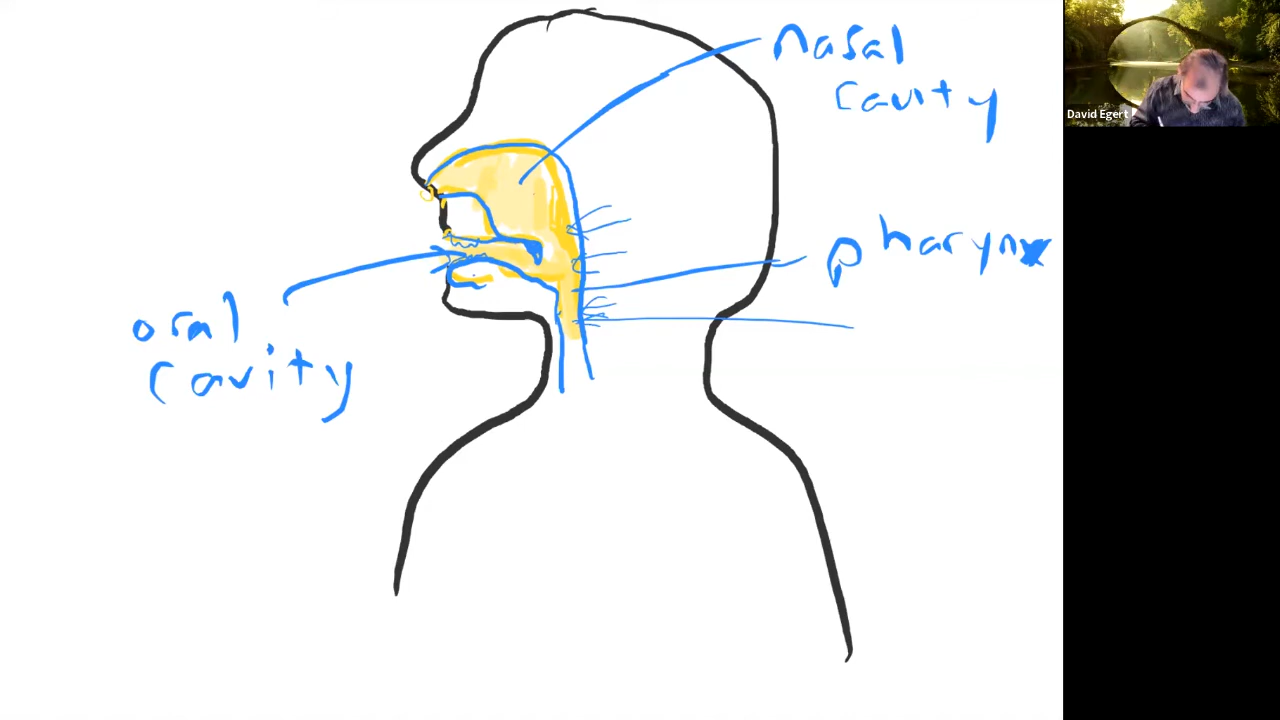 nasal
cavity
David Egert
pharynx
oral
cavity